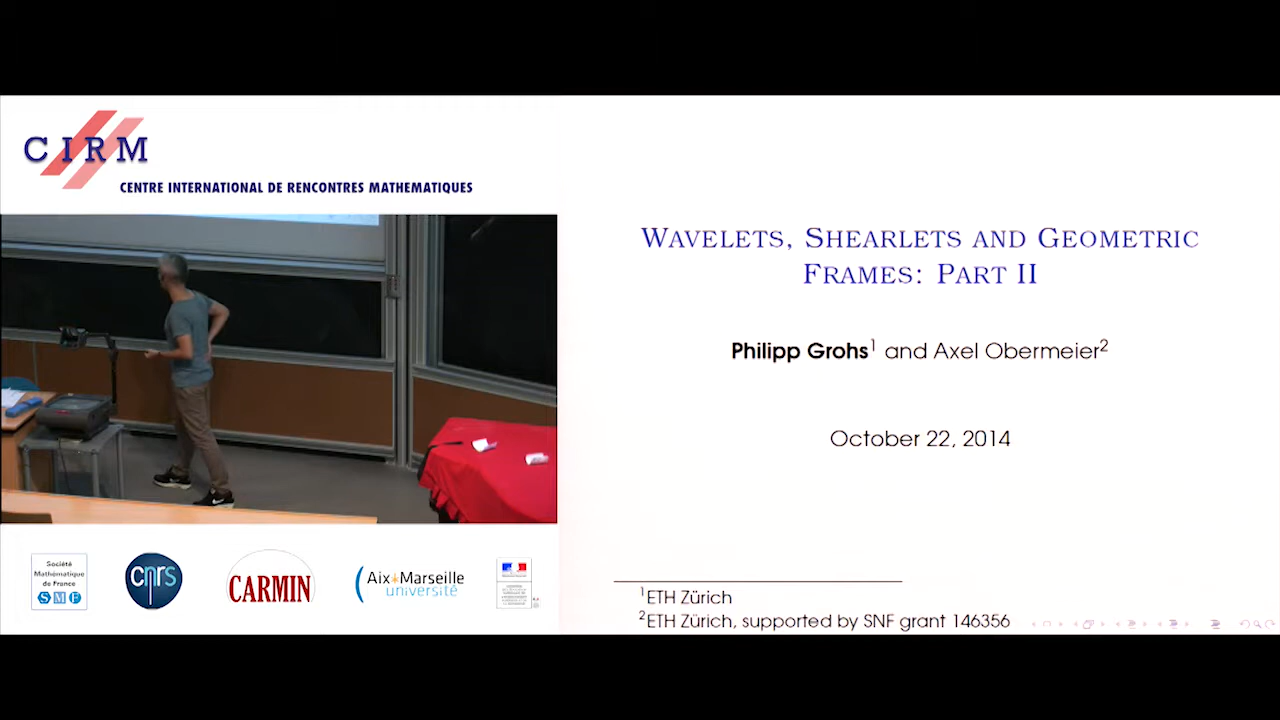 CIRM
CENTRE INTERNATIONAL DE RENCONTRES MATHEMATIQUES
WAVELETS, SHEARLETS AND GEOMETRIC
FRAMES: PART II
Philipp Grohs¹ and Axel Obermeier²
October 22, 2014
¹ETH Zürich
²ETH Zürich, supported by SNF grant 146356
Société
Mathématique
de France
SMF
cnrs
CARMIN
Aix*Marseille
université